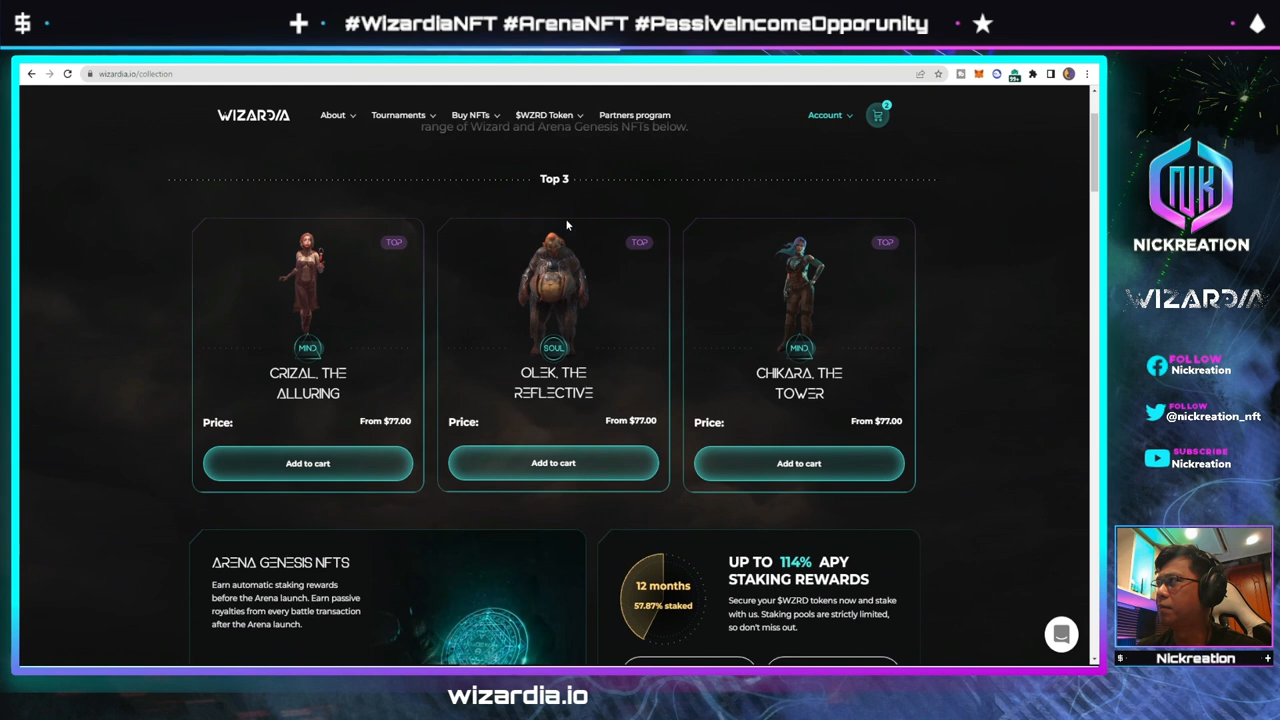 #WizardiaNFT #ArenaNFT #PassiveIncomeOpporunity
wizardia.io/collection
99+
WIZARDIA
About
Tournaments
Buy NFTs
$WZRD Token
Partners program
Account
2
range of Wizard and Arena Genesis NFTs below.
Top 3
TOP
MIND
CRIZAL, THE
ALLURING
Price: From $77.00
Add to cart
TOP
SOUL
OLEK, THE
REFLECTIVE
Price: From $77.00
Add to cart
TOP
MIND
CHIKARA, THE
TOWER
Price: From $77.00
Add to cart
ARENA GENESIS NFTS
Earn automatic staking rewards
before the Arena launch. Earn passive
royalties from every battle transaction
after the Arena launch.
12 months
57.87% staked
UP TO 114% APY
STAKING REWARDS
Secure your $WZRD tokens now and stake
with us. Staking pools are strictly limited,
so don't miss out.
NK
NICKREATION
WIZARDIA
FOLLOW
Nickreation
FOLLOW
@nickreation_nft
SUBSCRIBE
Nickreation
$ Nickreation +
wizardia.io